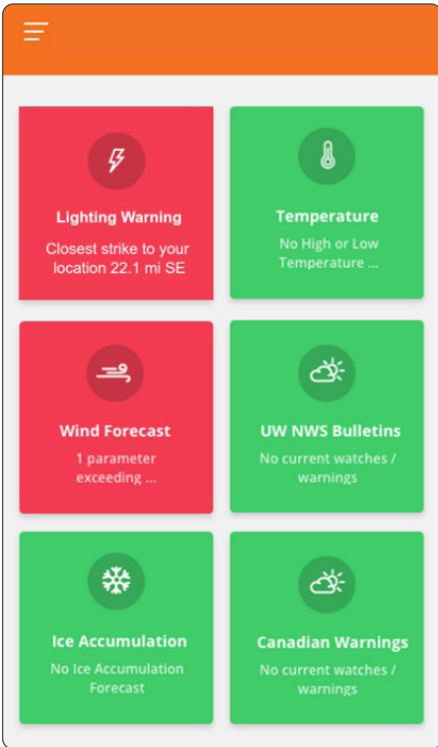 Lighting Warning
Closest strike to your
location 22.1 mi SE
Temperature
No High or Low
Temperature ...
Wind Forecast
1 parameter
exceeding ...
UW NWS Bulletins
No current watches /
warnings
Ice Accumulation
No Ice Accumulation
Forecast
Canadian Warnings
No current watches /
warnings